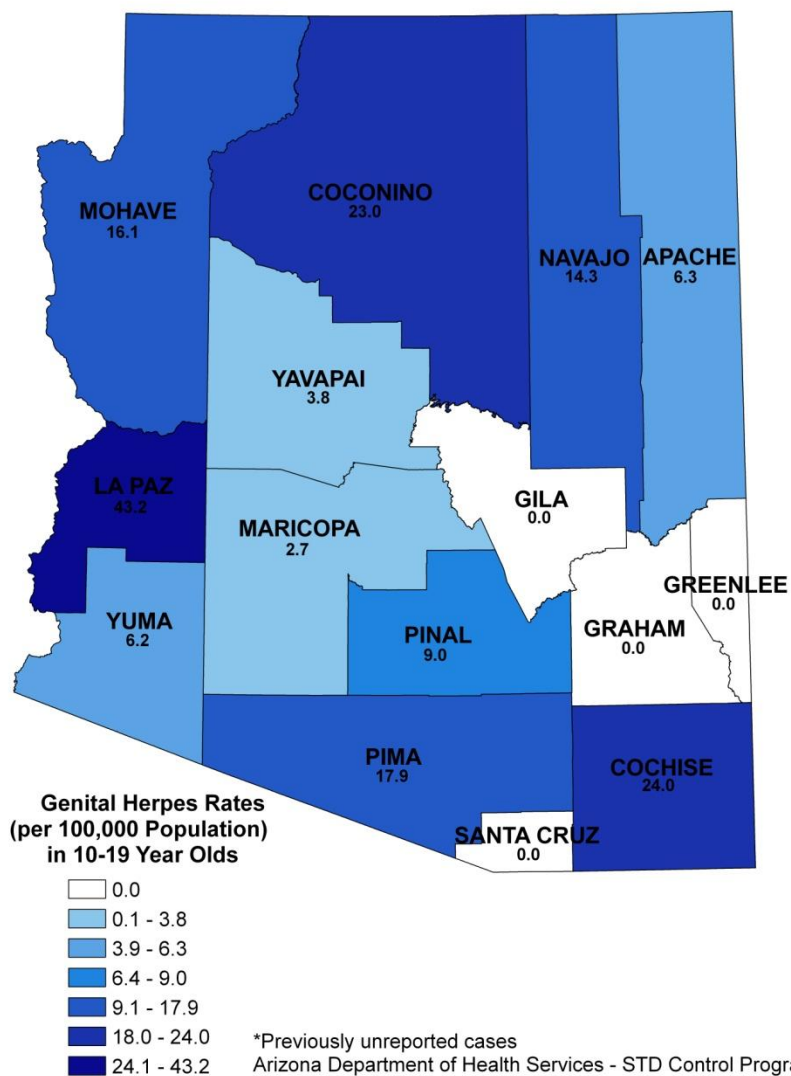 MOHAVE
16.1
COCONINO
23.0
NAVAJO
14.3
APACHE
6.3
YAVAPAI
3.8
LA PAZ
43.2
GILA
0.0
MARICOPA
2.7
GREENLEE
0.0
YUMA
6.2
PINAL
9.0
GRAHAM
0.0
PIMA
17.9
COCHISE
24.0
SANTA CRUZ
0.0
Genital Herpes Rates
(per 100,000 Population)
in 10-19 Year Olds
0.0
0.1 - 3.8
3.9 - 6.3
6.4 - 9.0
9.1 - 17.9
18.0 - 24.0
24.1 - 43.2
*Previously unreported cases
Arizona Department of Health Services - STD Control Progra